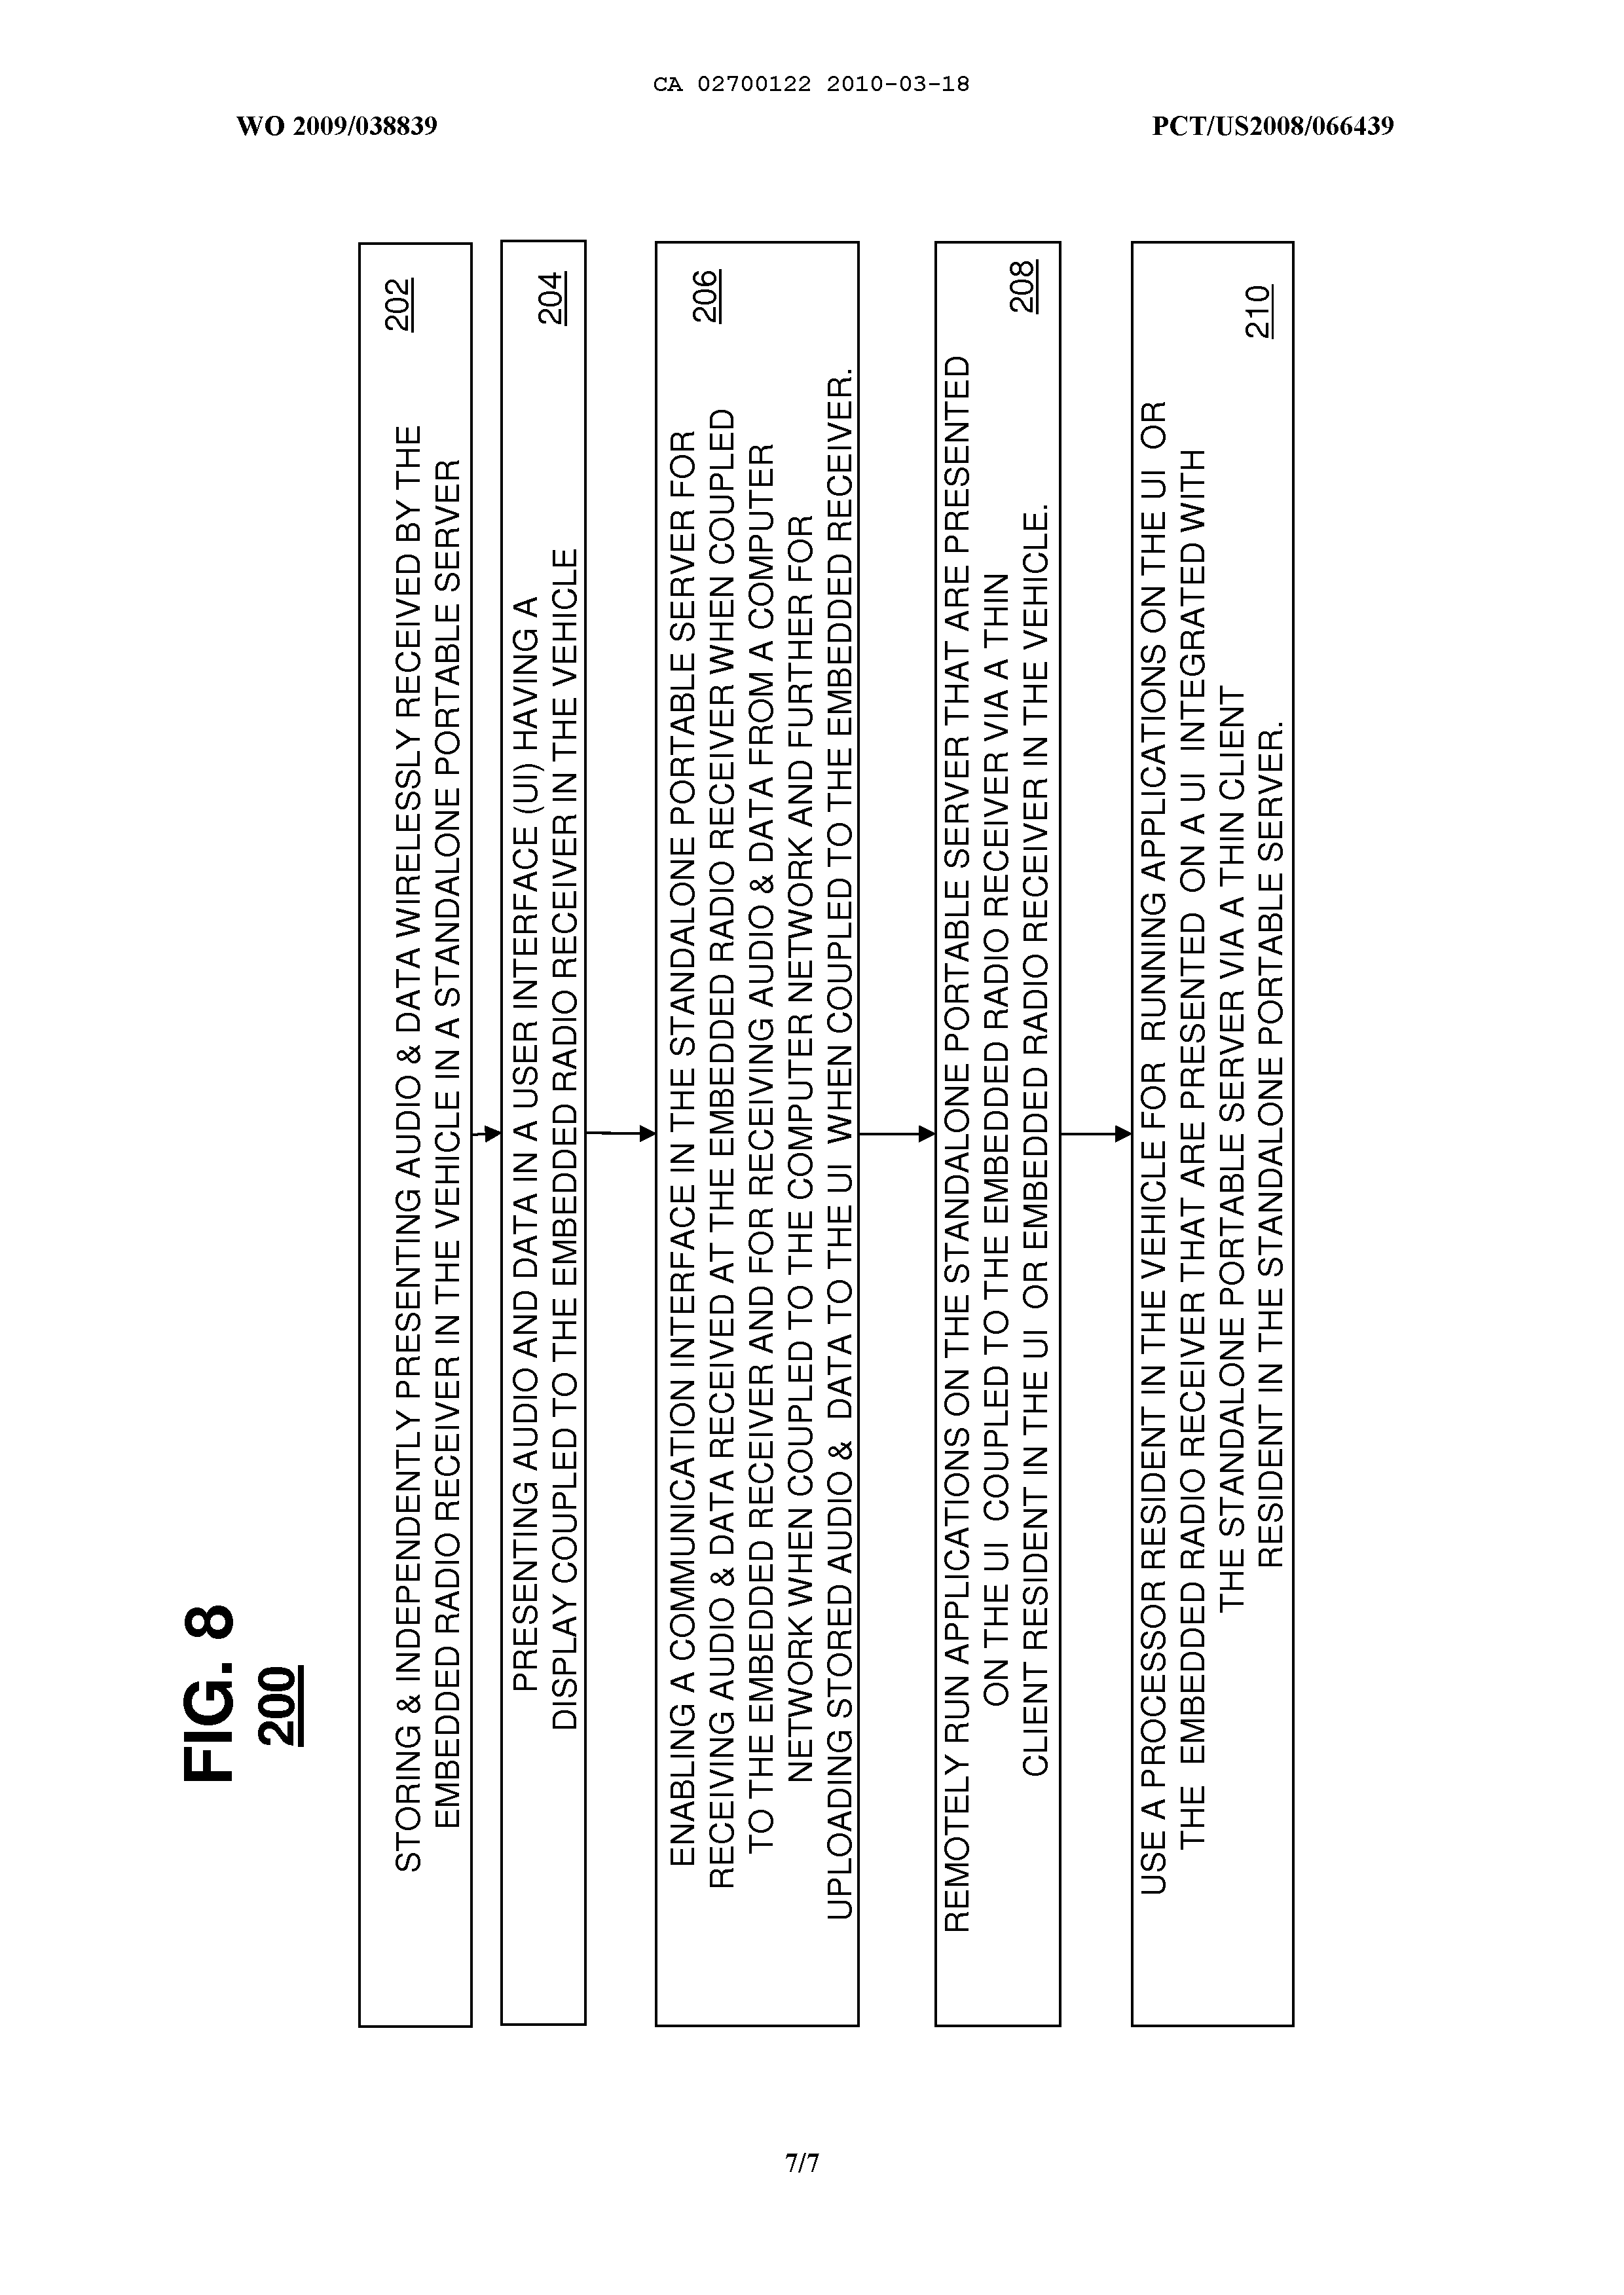 CA 02700122 2010-03-18
WO 2009/038839
PCT/US2008/066439
FIG. 8
200
STORING & INDEPENDENTLY PRESENTING AUDIO & DATA WIRELESSLY RECEIVED BY THE
EMBEDDED RADIO RECEIVER IN THE VEHICLE IN A STANDALONE PORTABLE SERVER
202
PRESENTING AUDIO AND DATA IN A USER INTERFACE (UI) HAVING A
DISPLAY COUPLED TO THE EMBEDDED RADIO RECEIVER IN THE VEHICLE
204
ENABLING A COMMUNICATION INTERFACE IN THE STANDALONE PORTABLE SERVER FOR
RECEIVING AUDIO & DATA RECEIVED AT THE EMBEDDED RADIO RECEIVER WHEN COUPLED
TO THE EMBEDDED RECEIVER AND FOR RECEIVING AUDIO & DATA FROM A COMPUTER
NETWORK WHEN COUPLED TO THE COMPUTER NETWORK AND FURTHER FOR
UPLOADING STORED AUDIO & DATA TO THE UI WHEN COUPLED TO THE EMBEDDED RECEIVER.
206
REMOTELY RUN APPLICATIONS ON THE STANDALONE PORTABLE SERVER THAT ARE PRESENTED
ON THE UI COUPLED TO THE EMBEDDED RADIO RECEIVER VIA A THIN
CLIENT RESIDENT IN THE UI OR EMBEDDED RADIO RECEIVER IN THE VEHICLE.
208
USE A PROCESSOR RESIDENT IN THE VEHICLE FOR RUNNING APPLICATIONS ON THE UI OR
THE EMBEDDED RADIO RECEIVER THAT ARE PRESENTED ON A UI INTEGRATED WITH
THE STANDALONE PORTABLE SERVER VIA A THIN CLIENT
RESIDENT IN THE STANDALONE PORTABLE SERVER.
210
7/7